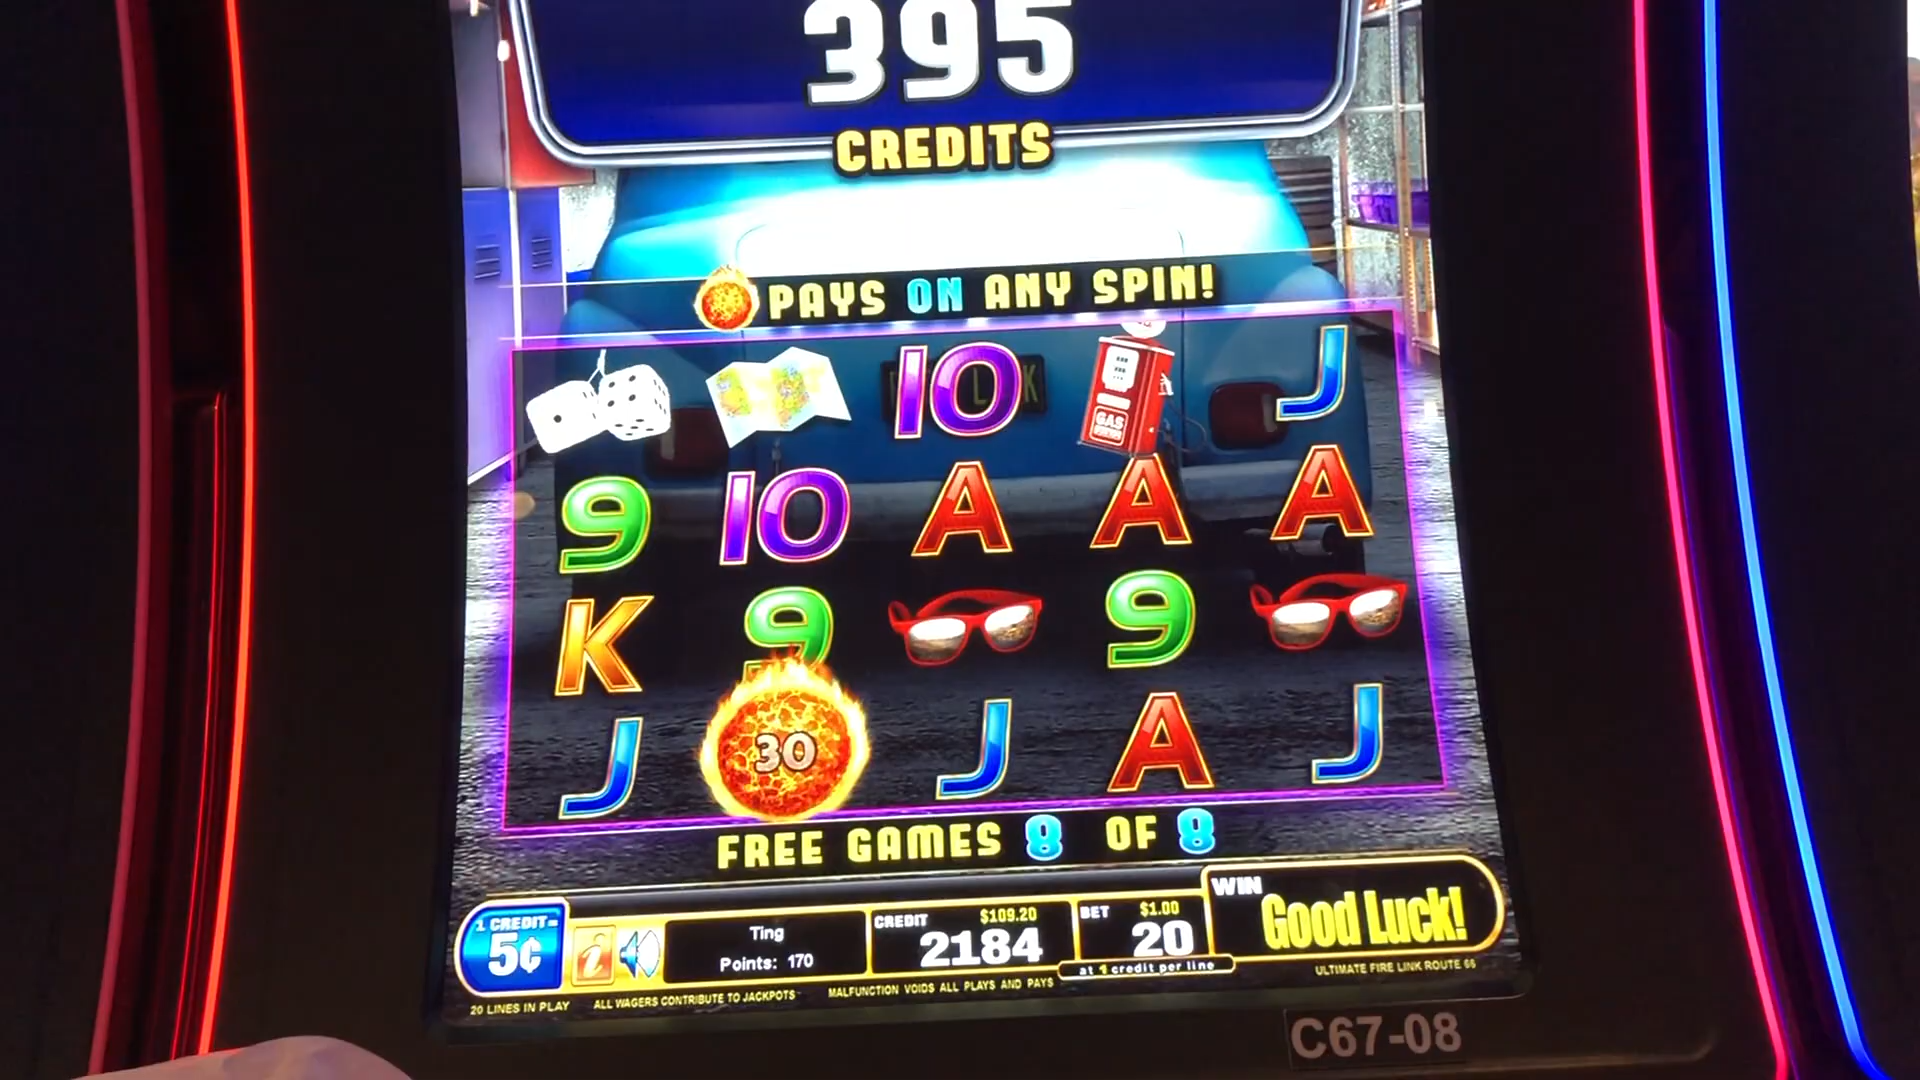 395
CREDITS
PAYS ON ANY SPIN!
10
GAS
J
9
10
A
A
A
K
9
9
J
30
J
A
J
FREE GAMES 8 OF 8
1 CREDIT=
5¢
Ting
Points: 170
CREDIT $109.20
2184
BET $1.00
20
at 1 credit per line
WIN
Good Luck!
20 LINES IN PLAY
ALL WAGERS CONTRIBUTE TO JACKPOTS
MALFUNCTION VOIDS ALL PLAYS AND PAYS
ULTIMATE FIRE LINK ROUTE 66
C67-08